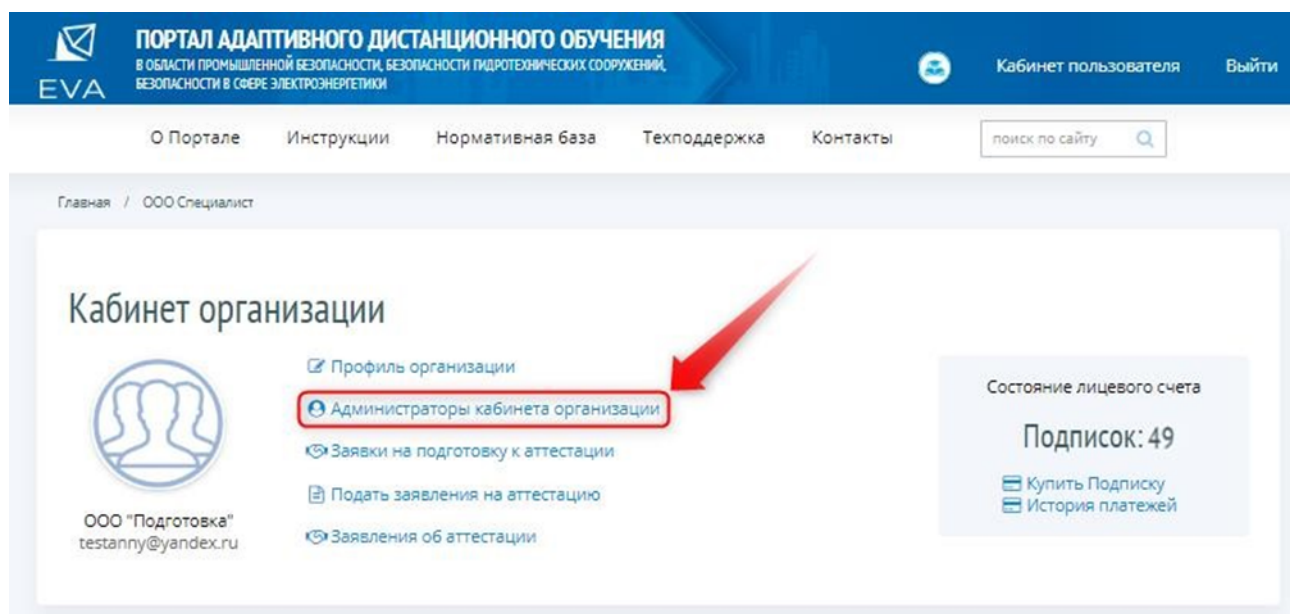 ПОРТАЛ АДАПТИВНОГО ДИСТАНЦИОННОГО ОБУЧЕНИЯ
В ОБЛАСТИ ПРОМЫШЛЕННОЙ БЕЗОПАСНОСТИ, БЕЗОПАСНОСТИ ГИДРОТЕХНИЧЕСКИХ СООРУЖЕНИЙ,
БЕЗОПАСНОСТИ В СФЕРЕ ЭЛЕКТРОЭНЕРГЕТИКИ
EVA
Кабинет пользователя Выйти
О Портале Инструкции Нормативная база Техподдержка Контакты поиск по сайту
Главная / ООО Специалист
Кабинет организации
Профиль организации
Администраторы кабинета организации
Заявки на подготовку к аттестации
Подать заявления на аттестацию
Заявления об аттестации
ООО "Подготовка"
testanny@yandex.ru
Состояние лицевого счета
Подписок: 49
Купить Подписку
История платежей